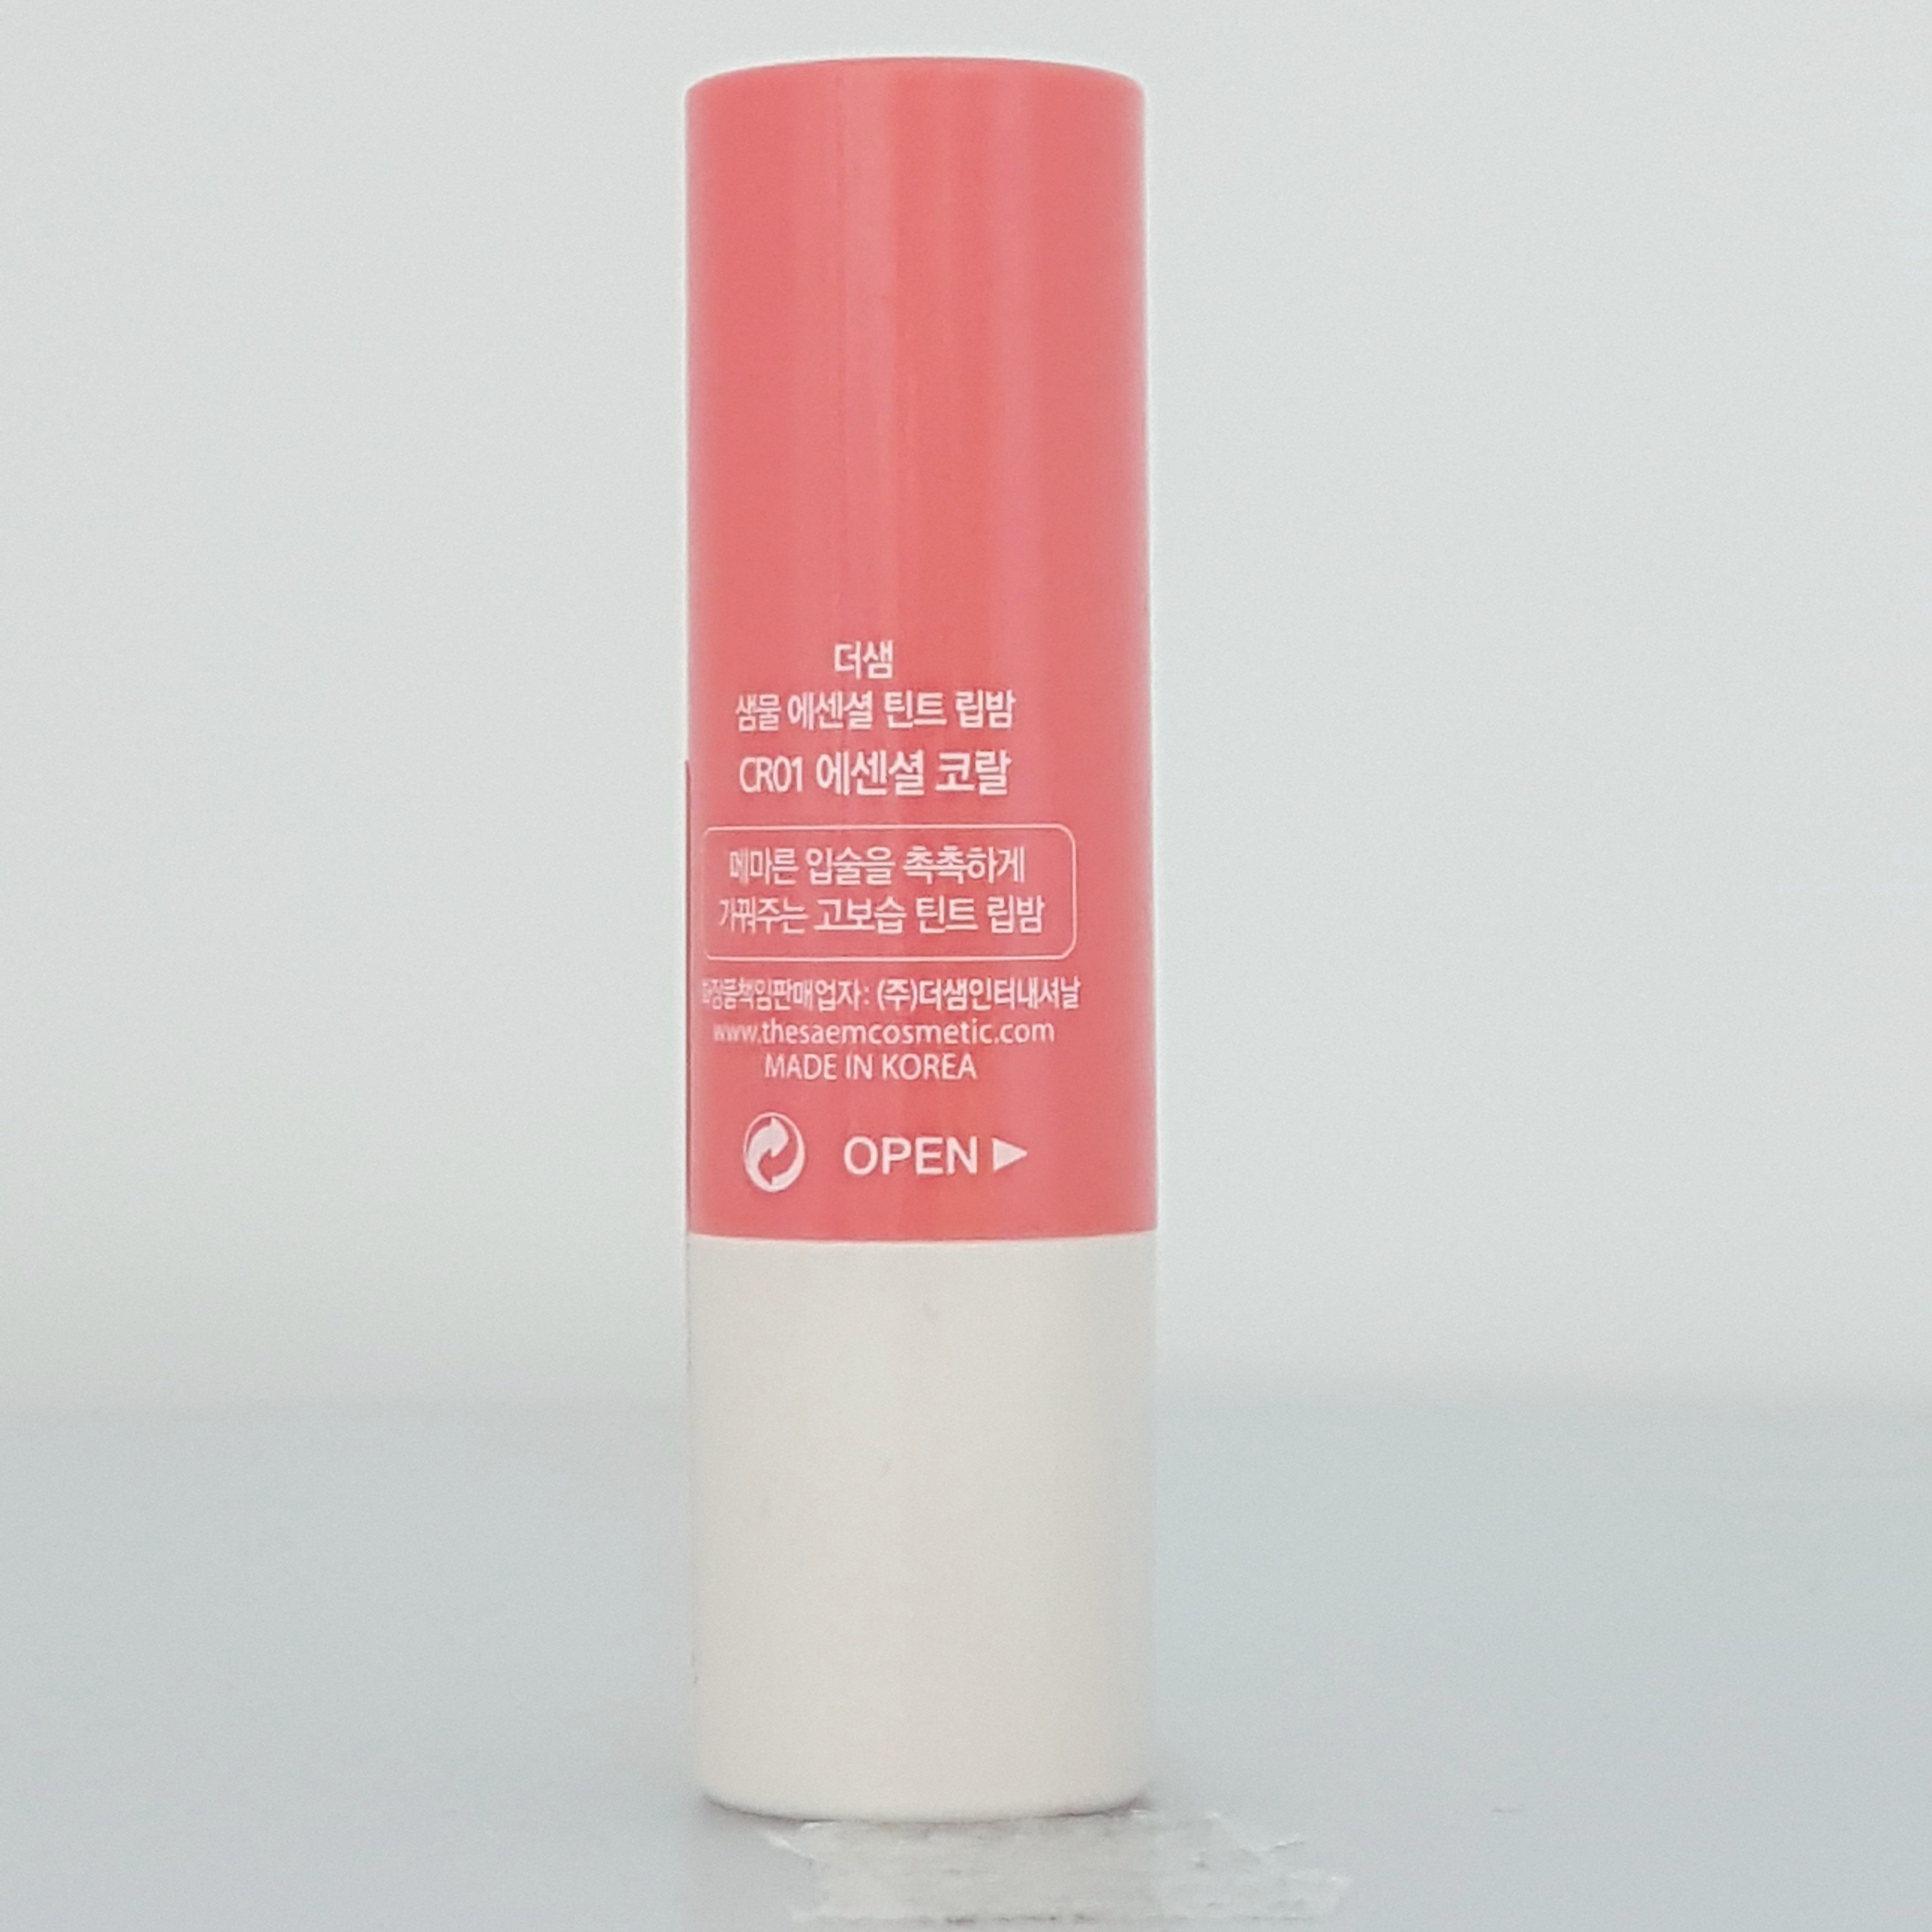 더샘
샘물 에센셜 틴트 립밤
CR01 에센셜 코랄
메마른 입술을 촉촉하게
가꿔주는 고보습 틴트 립밤
화장품책임판매업자: (주)더샘인터내셔날
www.thesaemcosmetic.com
MADE IN KOREA
OPEN ▶